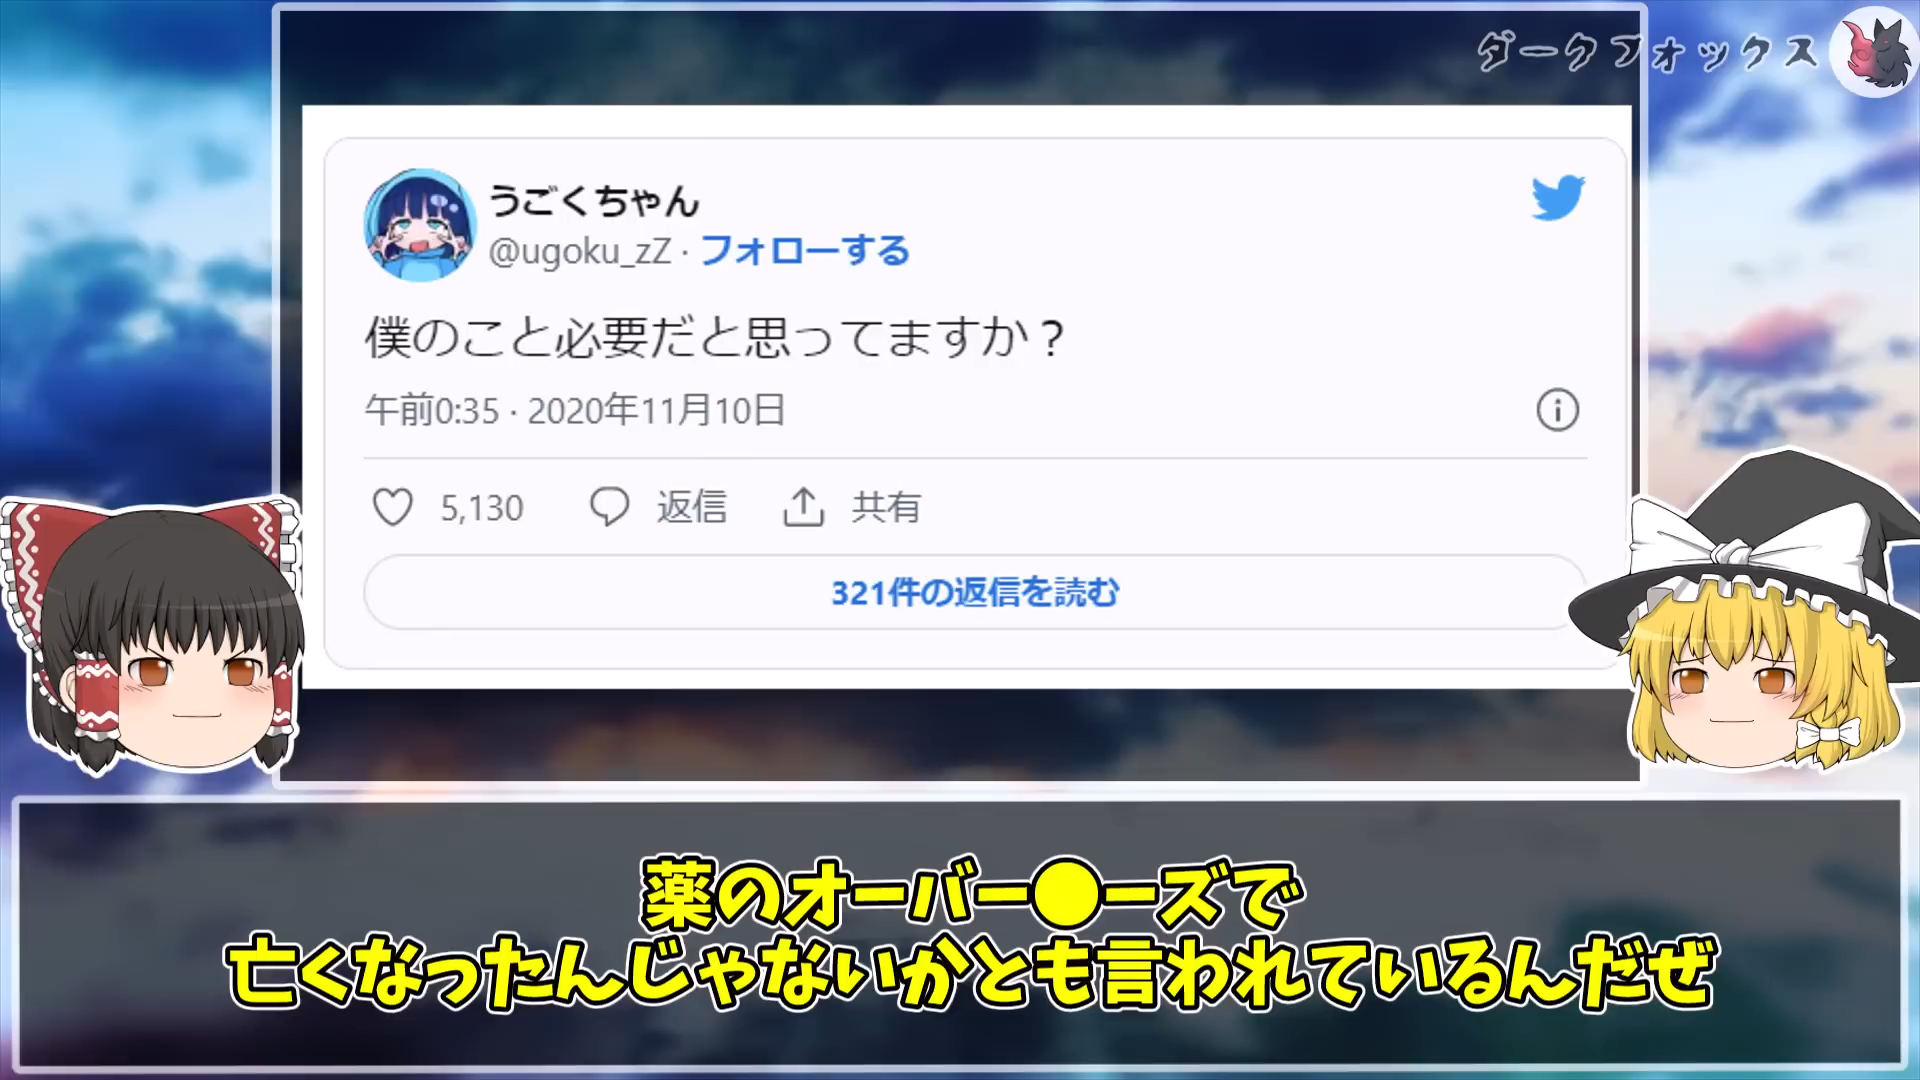 ダークフォックス
うごくちゃん
@ugoku_zZ · フォローする
僕のこと必要だと思ってますか？
午前0:35 · 2020年11月10日
5,130 返信 共有
321件の返信を読む
薬のオーバー●ーズで
亡くなったんじゃないかとも言われているんだぜ